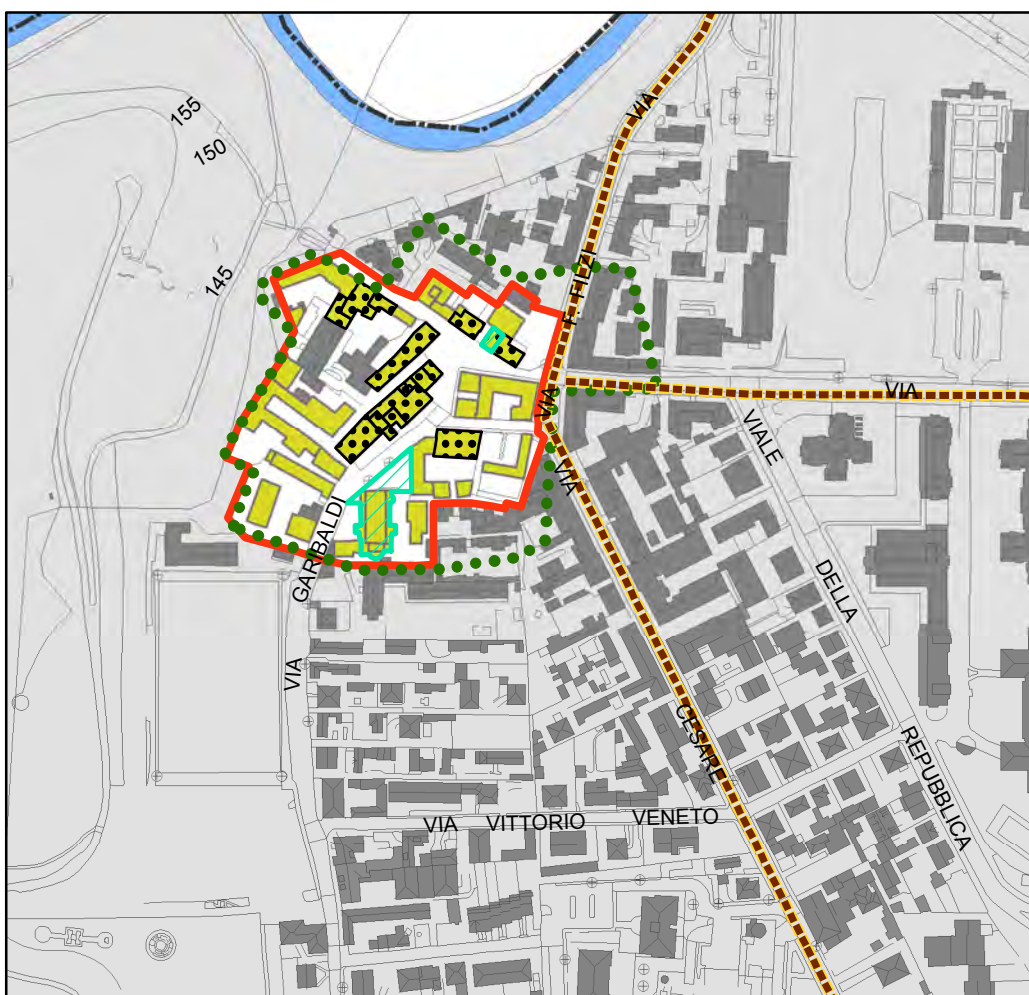 155
150
145
VIA
F. FILZI
VIA
VIA
VIA
VIALE
DELLA
REPUBBLICA
CESARE
GARIBALDI
VIA
VIA VITTORIO VENETO